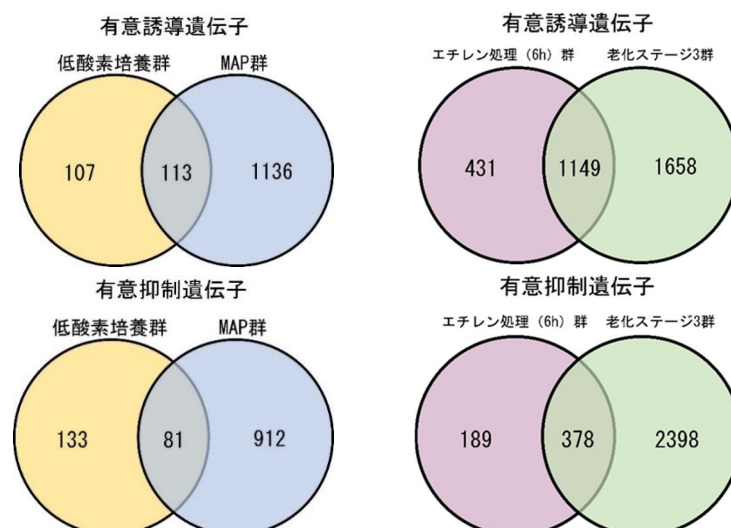 有意誘導遺伝子
低酸素培養群 MAP群
107 113 1136
有意誘導遺伝子
エチレン処理(6h)群 老化ステージ3群
431 1149 1658
有意抑制遺伝子
低酸素培養群 MAP群
133 81 912
有意抑制遺伝子
エチレン処理(6h)群 老化ステージ3群
189 378 2398